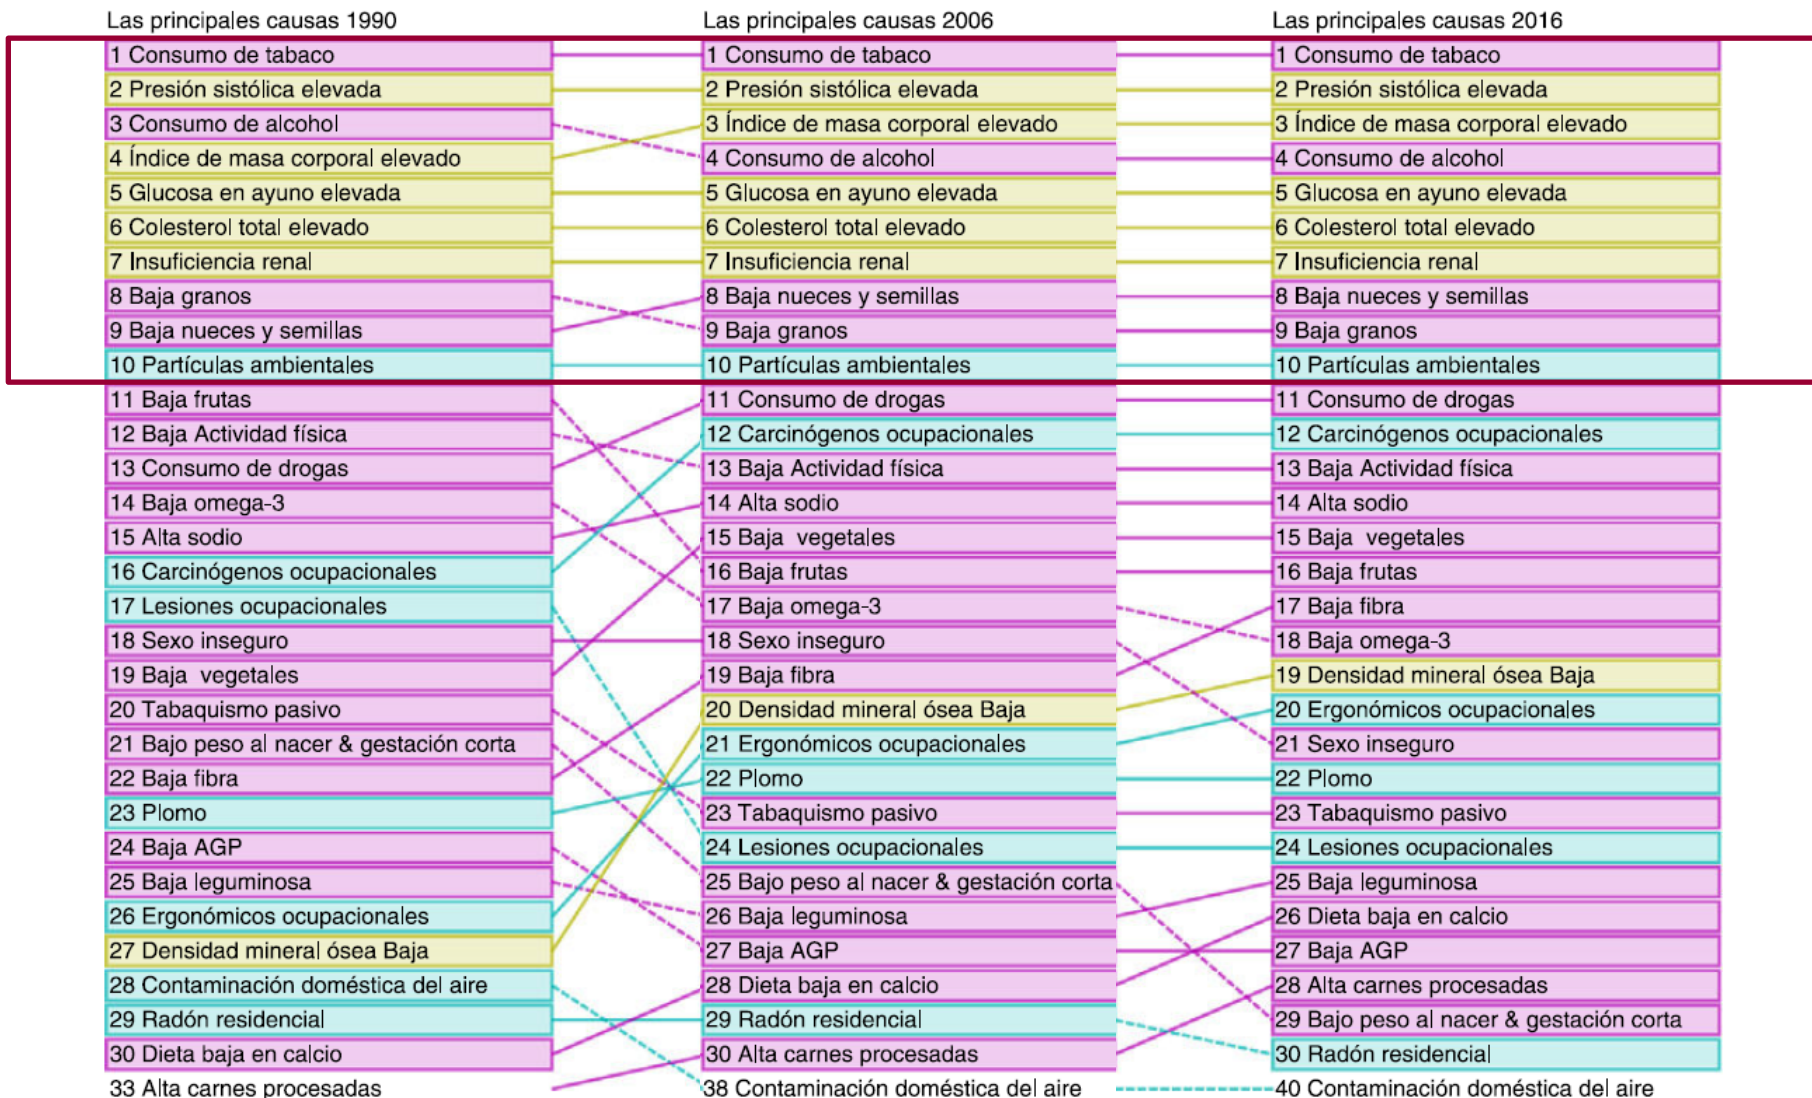 Las principales causas 1990
1 Consumo de tabaco
2 Presión sistólica elevada
3 Consumo de alcohol
4 Índice de masa corporal elevado
5 Glucosa en ayuno elevada
6 Colesterol total elevado
7 Insuficiencia renal
8 Baja granos
9 Baja nueces y semillas
10 Partículas ambientales
11 Baja frutas
12 Baja Actividad física
13 Consumo de drogas
14 Baja omega-3
15 Alta sodio
16 Carcinógenos ocupacionales
17 Lesiones ocupacionales
18 Sexo inseguro
19 Baja vegetales
20 Tabaquismo pasivo
21 Bajo peso al nacer & gestación corta
22 Baja fibra
23 Plomo
24 Baja AGP
25 Baja leguminosa
26 Ergonómicos ocupacionales
27 Densidad mineral ósea Baja
28 Contaminación doméstica del aire
29 Radón residencial
30 Dieta baja en calcio
33 Alta carnes procesadas
Las principales causas 2006
1 Consumo de tabaco
2 Presión sistólica elevada
3 Índice de masa corporal elevado
4 Consumo de alcohol
5 Glucosa en ayuno elevada
6 Colesterol total elevado
7 Insuficiencia renal
8 Baja nueces y semillas
9 Baja granos
10 Partículas ambientales
11 Consumo de drogas
12 Carcinógenos ocupacionales
13 Baja Actividad física
14 Alta sodio
15 Baja vegetales
16 Baja frutas
17 Baja omega-3
18 Sexo inseguro
19 Baja fibra
20 Densidad mineral ósea Baja
21 Ergonómicos ocupacionales
22 Plomo
23 Tabaquismo pasivo
24 Lesiones ocupacionales
25 Bajo peso al nacer & gestación corta
26 Baja leguminosa
27 Baja AGP
28 Dieta baja en calcio
29 Radón residencial
30 Alta carnes procesadas
38 Contaminación doméstica del aire
Las principales causas 2016
1 Consumo de tabaco
2 Presión sistólica elevada
3 Índice de masa corporal elevado
4 Consumo de alcohol
5 Glucosa en ayuno elevada
6 Colesterol total elevado
7 Insuficiencia renal
8 Baja nueces y semillas
9 Baja granos
10 Partículas ambientales
11 Consumo de drogas
12 Carcinógenos ocupacionales
13 Baja Actividad física
14 Alta sodio
15 Baja vegetales
16 Baja frutas
17 Baja fibra
18 Baja omega-3
19 Densidad mineral ósea Baja
20 Ergonómicos ocupacionales
21 Sexo inseguro
22 Plomo
23 Tabaquismo pasivo
24 Lesiones ocupacionales
25 Baja leguminosa
26 Dieta baja en calcio
27 Baja AGP
28 Alta carnes procesadas
29 Bajo peso al nacer & gestación corta
30 Radón residencial
40 Contaminación doméstica del aire